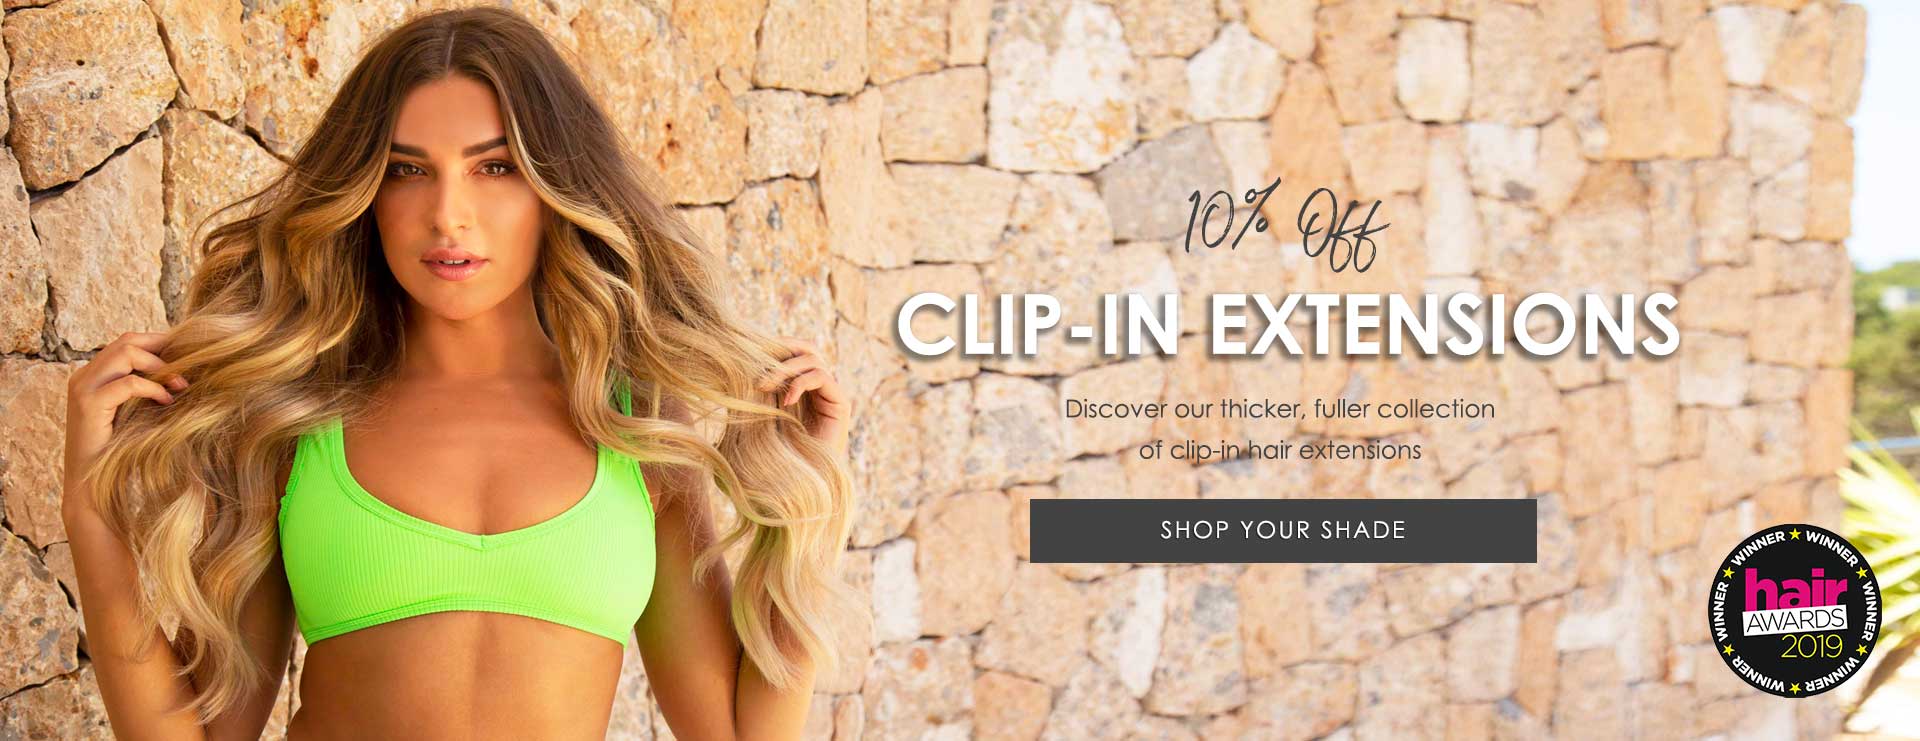 10% Off
CLIP-IN EXTENSIONS
Discover our thicker, fuller collection
of clip-in hair extensions
SHOP YOUR SHADE
WINNER ★ WINNER ★ WINNER ★ WINNER ★ WINNER ★ WINNER ★
hair
AWARDS
2019